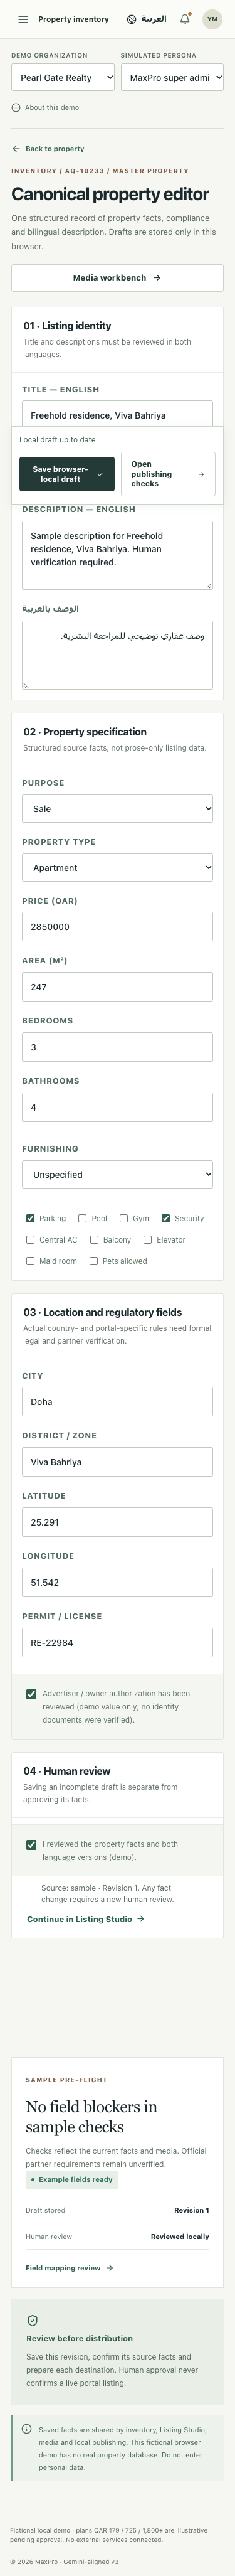 Property inventory
العربية
YM
DEMO ORGANIZATION
SIMULATED PERSONA
Pearl Gate Realty
MaxPro super admi
About this demo
Back to property
INVENTORY / AQ-10233 / MASTER PROPERTY
Canonical property editor
One structured record of property facts, compliance
and bilingual description. Drafts are stored only in this
browser.
Media workbench
01 · Listing identity
Title and descriptions must be reviewed in both
languages.
TITLE — ENGLISH
Freehold residence, Viva Bahriya
Local draft up to date
Save browser-
local draft
Open
publishing
checks
DESCRIPTION — ENGLISH
Sample description for Freehold
residence, Viva Bahriya. Human
verification required.
الوصف بالعربية
وصف عقاري توضيحي للمراجعة البشرية.
02 · Property specification
Structured source facts, not prose-only listing data.
PURPOSE
Sale
PROPERTY TYPE
Apartment
PRICE (QAR)
2850000
AREA (M²)
247
BEDROOMS
3
BATHROOMS
4
FURNISHING
Unspecified
Parking
Pool
Gym
Security
Central AC
Balcony
Elevator
Maid room
Pets allowed
03 · Location and regulatory fields
Actual country- and portal-specific rules need formal
legal and partner verification.
CITY
Doha
DISTRICT / ZONE
Viva Bahriya
LATITUDE
25.291
LONGITUDE
51.542
PERMIT / LICENSE
RE-22984
Advertiser / owner authorization has been
reviewed (demo value only; no identity
documents were verified).
04 · Human review
Saving an incomplete draft is separate from
approving its facts.
I reviewed the property facts and both
language versions (demo).
Source: sample · Revision 1. Any fact
change requires a new human review.
Continue in Listing Studio
SAMPLE PRE-FLIGHT
No field blockers in
sample checks
Checks reflect the current facts and media. Official
partner requirements remain unverified.
Example fields ready
Draft stored
Revision 1
Human review
Reviewed locally
Field mapping review
Review before distribution
Save this revision, confirm its source facts and
prepare each destination. Human approval never
confirms a live portal listing.
Saved facts are shared by inventory, Listing Studio,
media and local publishing. This fictional browser
demo has no real property database. Do not enter
personal data.
Fictional local demo · plans QAR 179 / 725 / 1,800+ are illustrative
pending approval. No external services connected.
© 2026 MaxPro · Gemini-aligned v3